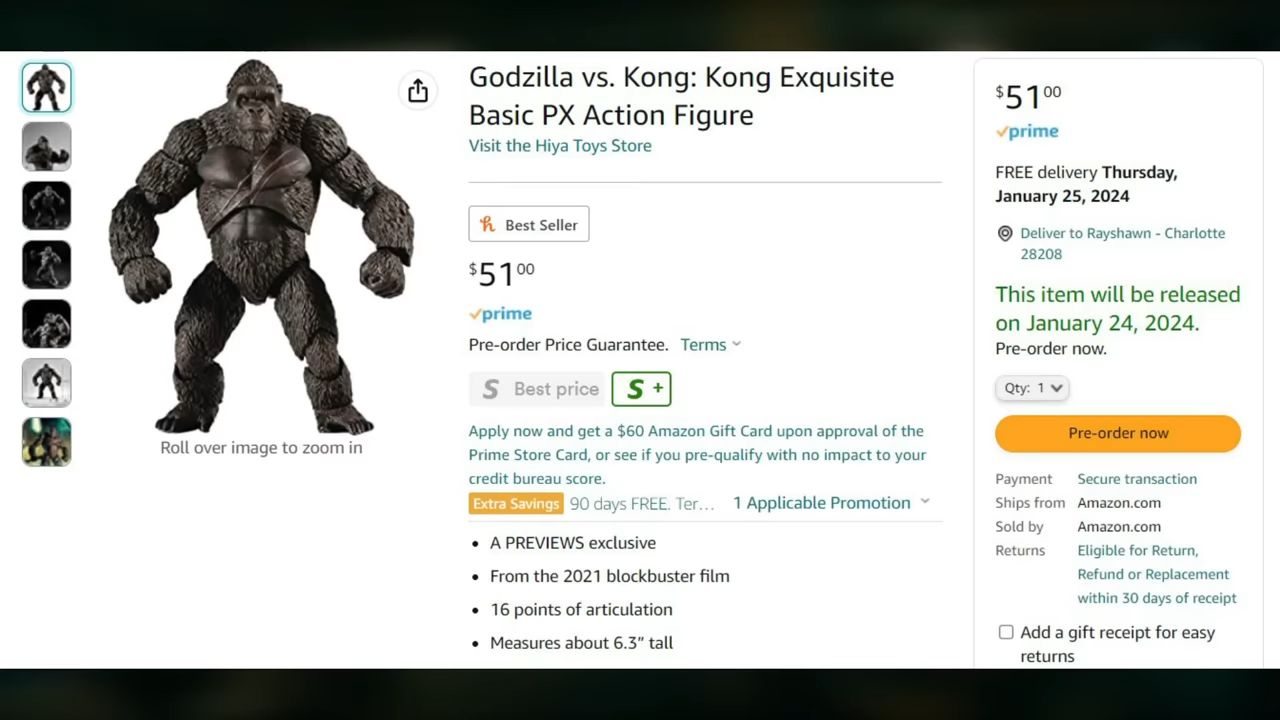 Godzilla vs. Kong: Kong Exquisite
Basic PX Action Figure
Visit the Hiya Toys Store
Best Seller
$5100
prime
Pre-order Price Guarantee. Terms
S Best price S +
Apply now and get a $60 Amazon Gift Card upon approval of the
Prime Store Card, or see if you pre-qualify with no impact to your
credit bureau score.
Extra Savings 90 days FREE. Ter... 1 Applicable Promotion
• A PREVIEWS exclusive
• From the 2021 blockbuster film
• 16 points of articulation
• Measures about 6.3” tall
Roll over image to zoom in
$5100
prime
FREE delivery Thursday,
January 25, 2024
Deliver to Rayshawn - Charlotte
28208
This item will be released
on January 24, 2024.
Pre-order now.
Qty: 1
Pre-order now
Payment Secure transaction
Ships from Amazon.com
Sold by Amazon.com
Returns Eligible for Return,
Refund or Replacement
within 30 days of receipt
Add a gift receipt for easy
returns